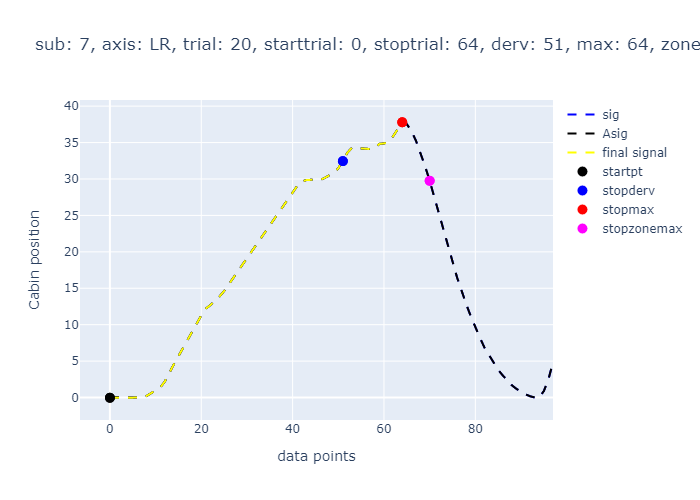 sub: 7, axis: LR, trial: 20, starttrial: 0, stoptrial: 64, derv: 51, max: 64, zone
40
35
30
25
20
15
10
5
0
Cabin position
0 20 40 60 80
data points
sig
Asig
final signal
startpt
stopderv
stopmax
stopzonemax